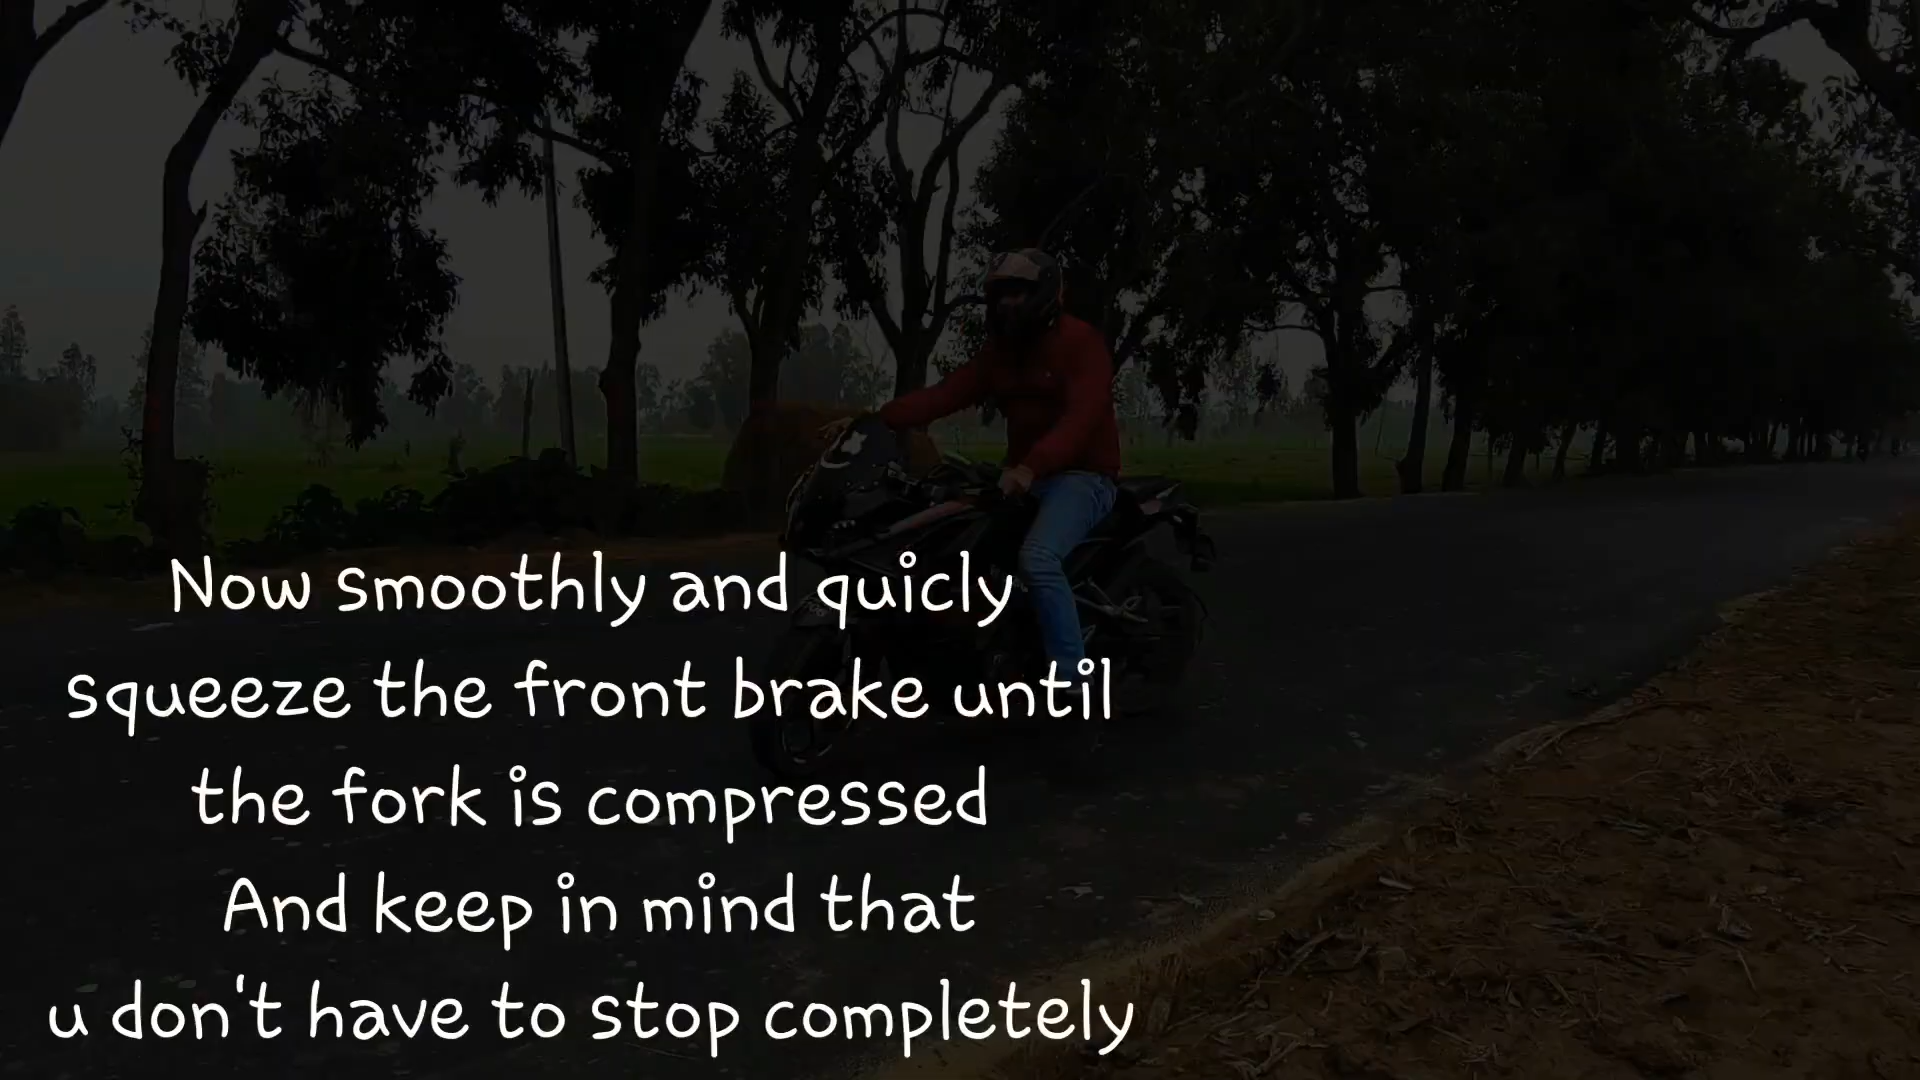 Now smoothly and quicly
squeeze the front brake until
the fork is compressed
And keep in mind that
u don't have to stop completely